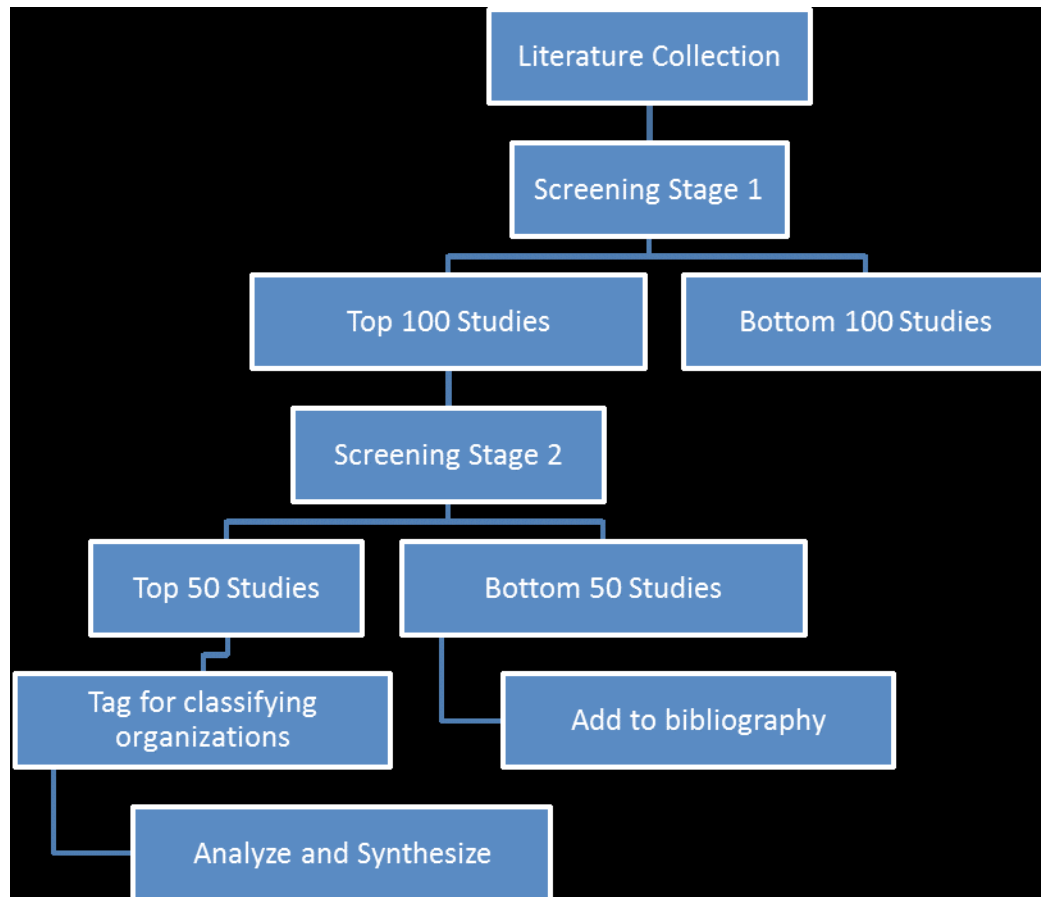 Literature Collection
Screening Stage 1
Top 100 Studies
Bottom 100 Studies
Screening Stage 2
Top 50 Studies
Bottom 50 Studies
Tag for classifying
organizations
Add to bibliography
Analyze and Synthesize